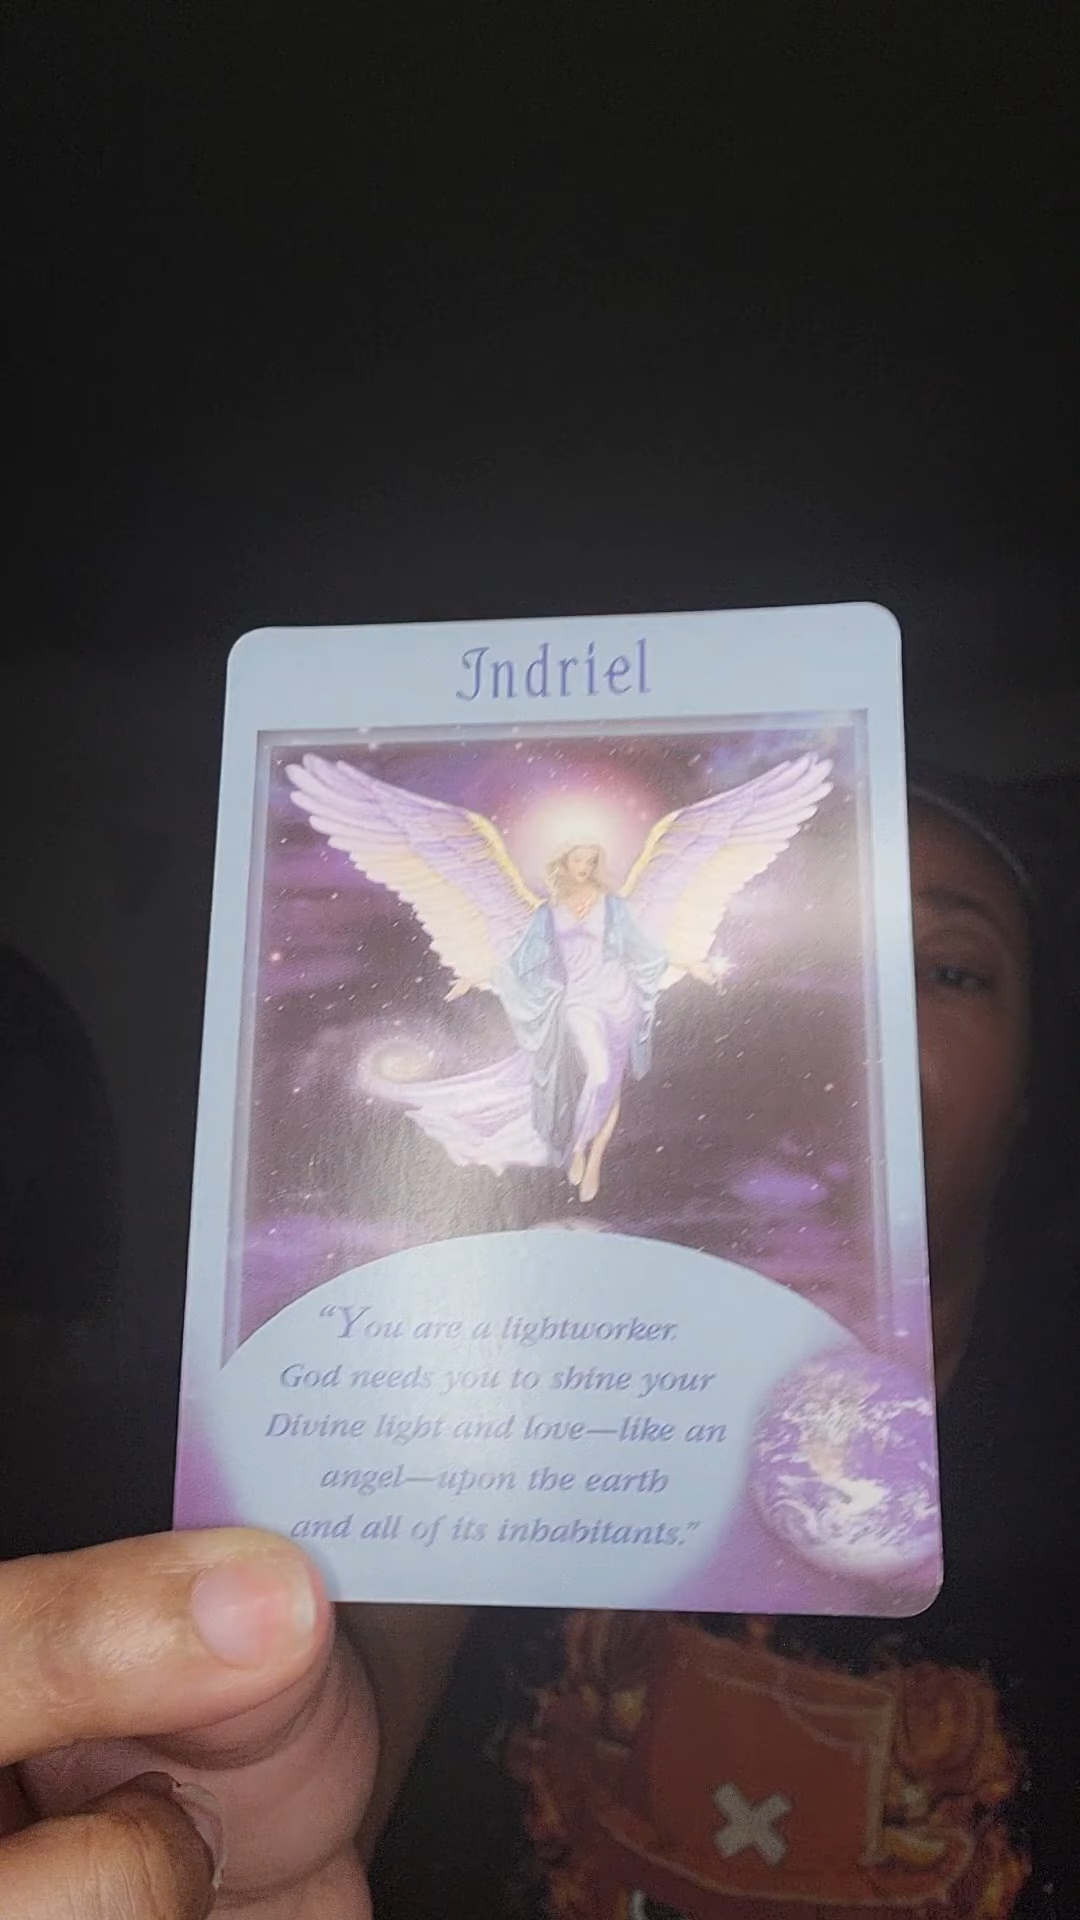 Indriel
“You are a lightworker.
God needs you to shine your
Divine light and love—like an
angel—upon the earth
and all of its inhabitants.”